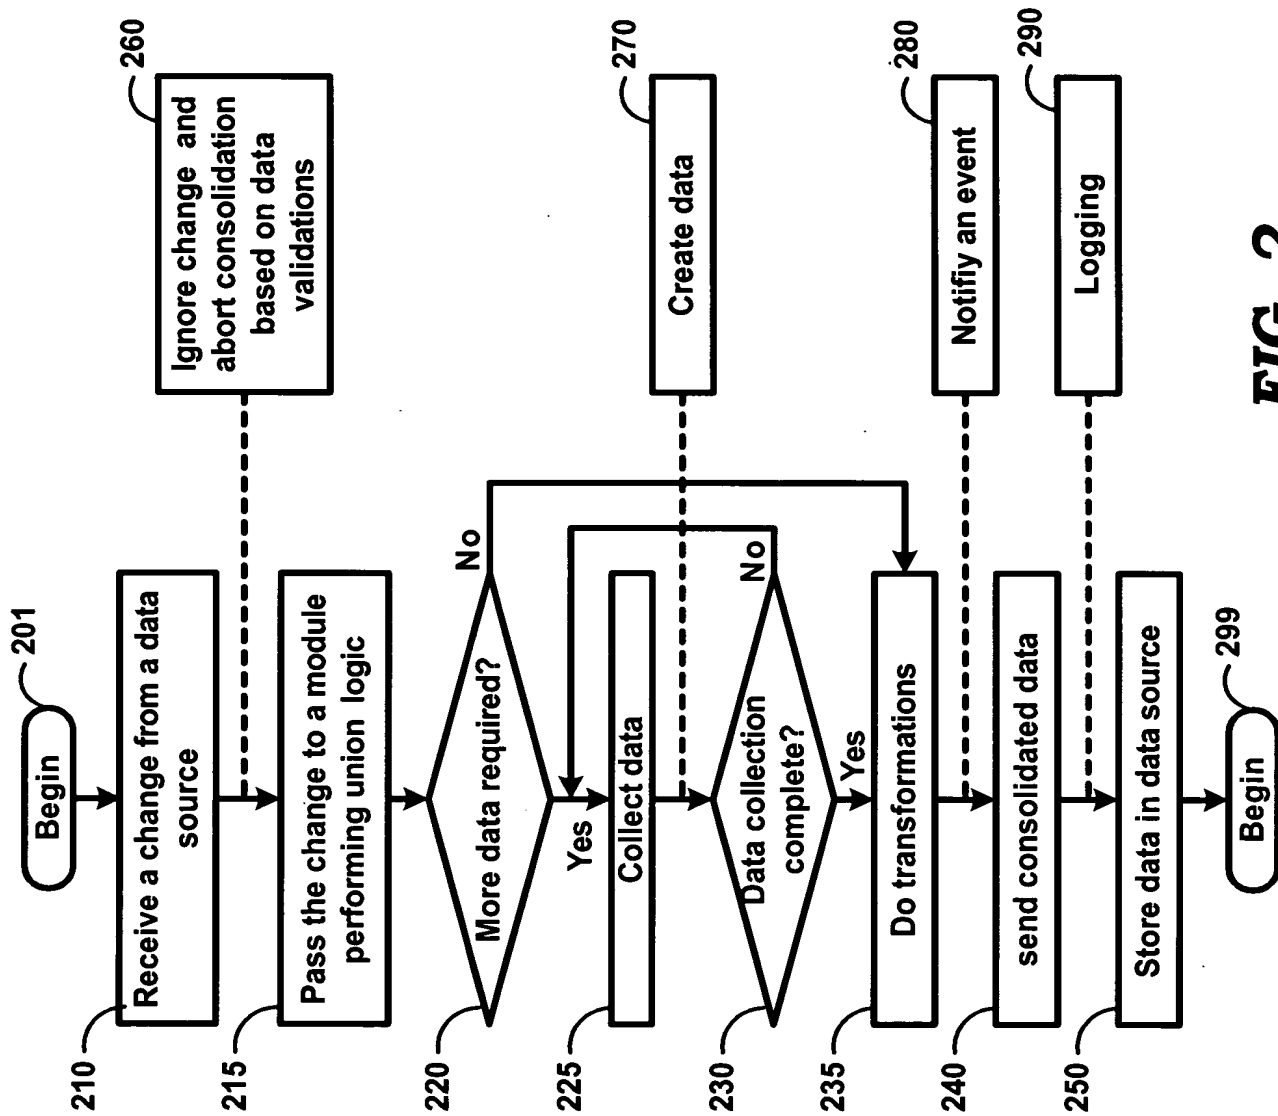 Begin
201
210
Receive a change from a data
source
260
Ignore change and
abort consolidation
based on data
validations
215
Pass the change to a module
performing union logic
220
More data required?
No
Yes
225
Collect data
270
Create data
230
Data collection
complete?
No
Yes
235
Do transformations
280
Notifiy an event
240
send consolidated data
290
Logging
250
Store data in data source
Begin
299
FIG. 2